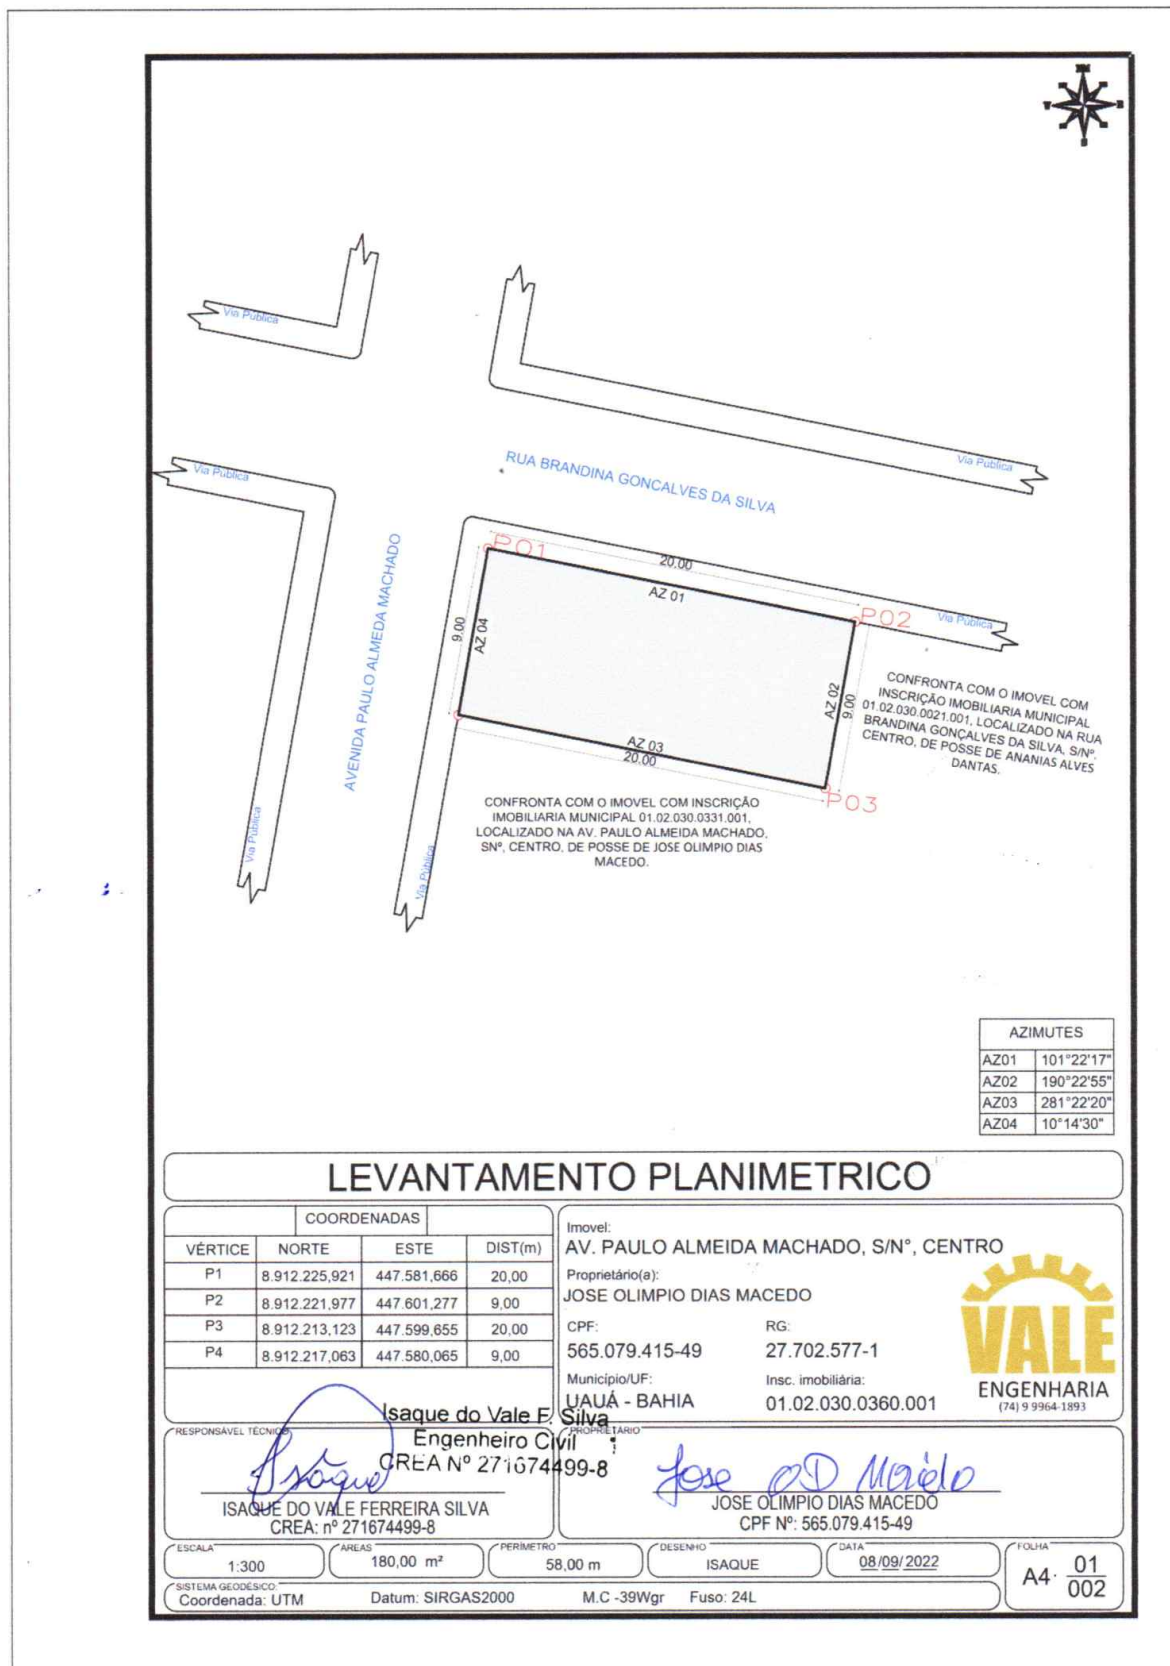 Via Pública
Via Pública
RUA BRANDINA GONCALVES DA SILVA
Via Pública
AVENIDA PAULO ALMEDA MACHADO
P01
20.00
AZ 01
P02
Via Pública
9.00
AZ 04
AZ 02
9.00
CONFRONTA COM O IMOVEL COM
INSCRIÇÃO IMOBILIARIA MUNICIPAL
01.02.030.0021.001, LOCALIZADO NA RUA
BRANDINA GONÇALVES DA SILVA, S/Nº,
CENTRO, DE POSSE DE ANANIAS ALVES
DANTAS.
AZ 03
20.00
P03
CONFRONTA COM O IMOVEL COM INSCRIÇÃO
IMOBILIARIA MUNICIPAL 01.02.030.0331.001,
LOCALIZADO NA AV. PAULO ALMEIDA MACHADO,
SNº, CENTRO, DE POSSE DE JOSE OLIMPIO DIAS
MACEDO.
Via Pública
Via Pública
AZIMUTES
AZ01 101°22'17"
AZ02 190°22'55"
AZ03 281°22'20"
AZ04 10°14'30"
LEVANTAMENTO PLANIMETRICO
COORDENADAS
VÉRTICE NORTE ESTE DIST(m)
P1 8.912.225,921 447.581,666 20,00
P2 8.912.221,977 447.601,277 9,00
P3 8.912.213,123 447.599,655 20,00
P4 8.912.217,063 447.580,065 9,00
Imovel:
AV. PAULO ALMEIDA MACHADO, S/N°, CENTRO
Proprietário(a):
JOSE OLIMPIO DIAS MACEDO
CPF: RG:
565.079.415-49 27.702.577-1
Município/UF: Insc. imobiliária:
UAUÁ - BAHIA 01.02.030.0360.001
VALE
ENGENHARIA
(74) 9 9964-1893
Isaque do Vale F. Silva
Engenheiro Civil
CREA Nº 271674499-8
RESPONSÁVEL TÉCNICO
Isaque
ISAQUE DO VALE FERREIRA SILVA
CREA: nº 271674499-8
PROPRIETÁRIO
Jose OD Macedo
JOSE OLIMPIO DIAS MACEDO
CPF Nº: 565.079.415-49
ESCALA
1:300
ÁREAS
180,00 m²
PERÍMETRO
58,00 m
DESENHO
ISAQUE
DATA
08/09/2022
FOLHA
A4 01
002
SISTEMA GEODÉSICO:
Coordenada: UTM Datum: SIRGAS2000 M.C -39Wgr Fuso: 24L